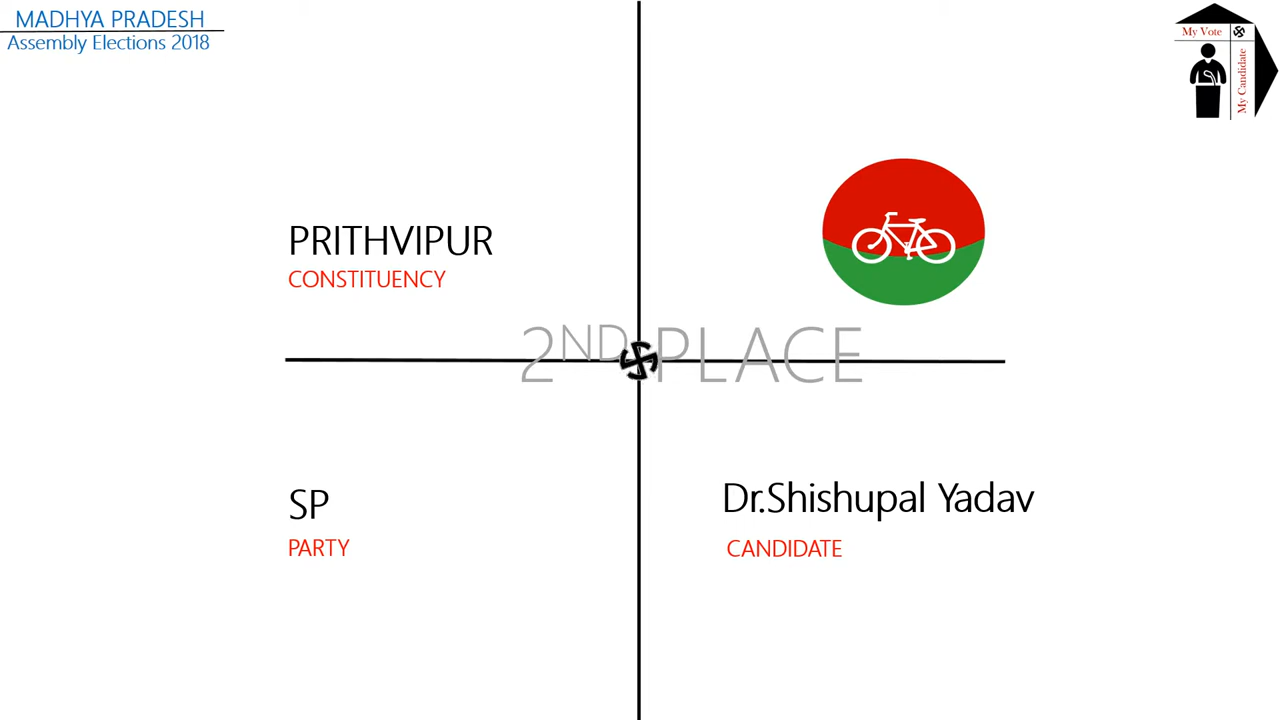 MADHYA PRADESH
Assembly Elections 2018
My Vote
My Candidate
PRITHVIPUR
CONSTITUENCY
2ND PLACE
SP
PARTY
Dr.Shishupal Yadav
CANDIDATE